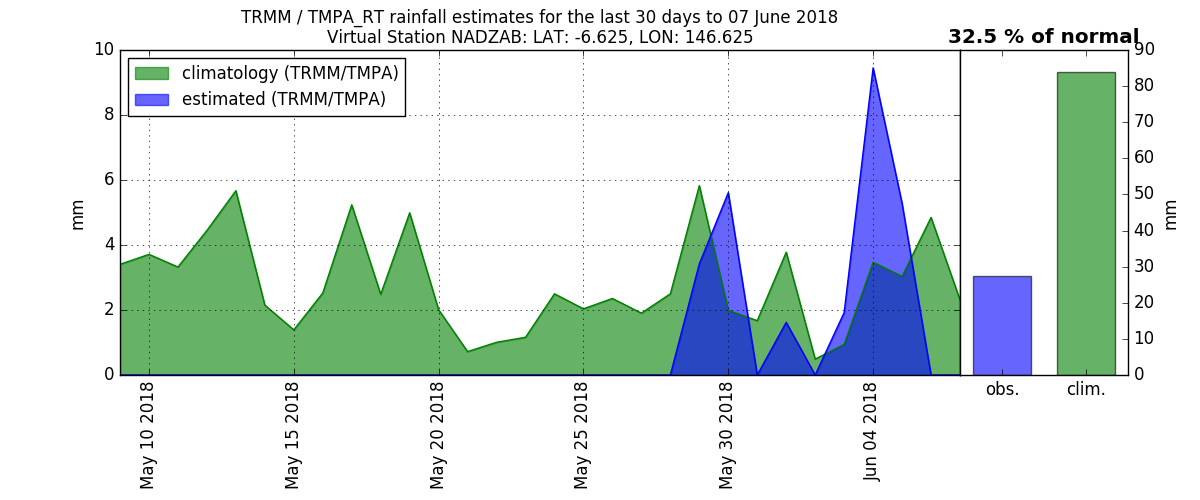 TRMM / TMPA_RT rainfall estimates for the last 30 days to 07 June 2018
Virtual Station NADZAB: LAT: -6.625, LON: 146.625
32.5 % of normal
climatology (TRMM/TMPA)
estimated (TRMM/TMPA)
10
8
6
4
2
0
mm
May 10 2018
May 15 2018
May 20 2018
May 25 2018
May 30 2018
Jun 04 2018
90
80
70
60
50
40
30
20
10
0
mm
obs.
clim.